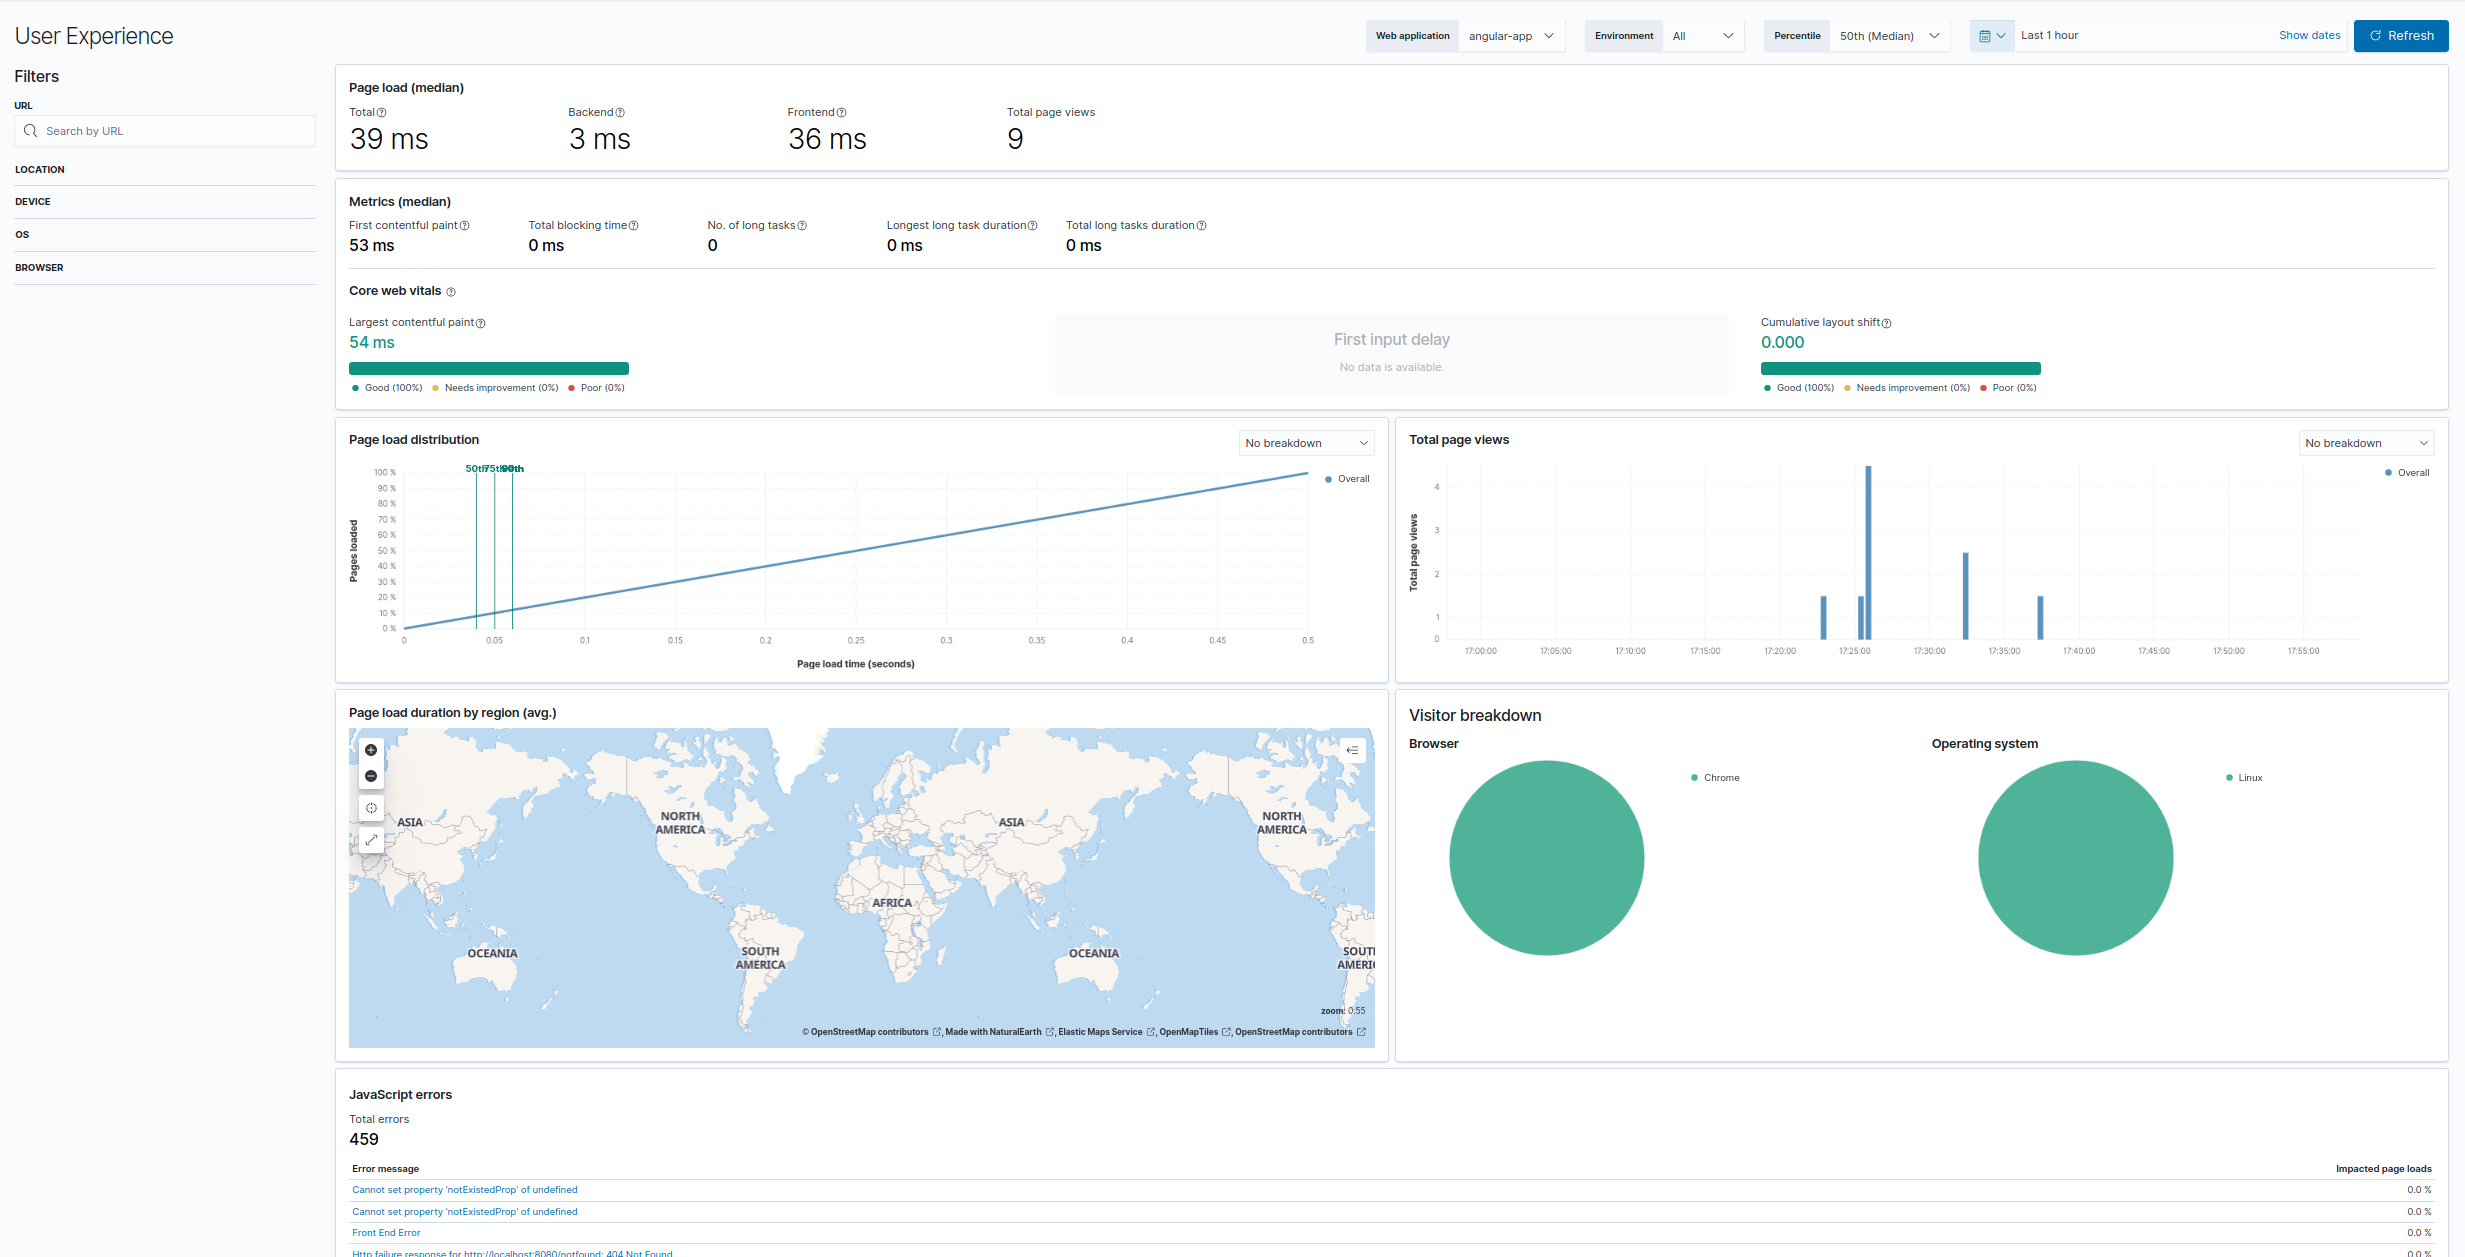 User Experience
Web application angular-app Environment All Percentile 50th (Median) Last 1 hour Show dates Refresh
Filters
URL
Search by URL
LOCATION
DEVICE
OS
BROWSER
Page load (median)
Total Backend Frontend Total page views
39 ms 3 ms 36 ms 9
Metrics (median)
First contentful paint Total blocking time No. of long tasks Longest long task duration Total long tasks duration
53 ms 0 ms 0 0 ms 0 ms
Core web vitals
Largest contentful paint
54 ms
Good (100%) Needs improvement (0%) Poor (0%)
First input delay
No data is available.
Cumulative layout shift
0.000
Good (100%) Needs improvement (0%) Poor (0%)
Page load distribution
No breakdown
50th 75th 90th
100 %
90 %
80 %
70 %
60 %
50 %
40 %
30 %
20 %
10 %
0 %
Pages loaded
0 0.05 0.1 0.15 0.2 0.25 0.3 0.35 0.4 0.45 0.5
Page load time (seconds)
Overall
Total page views
No breakdown
4
3
2
1
0
Total page views
17:00:00 17:05:00 17:10:00 17:15:00 17:20:00 17:25:00 17:30:00 17:35:00 17:40:00 17:45:00 17:50:00 17:55:00
Overall
Page load duration by region (avg.)
ASIA
NORTH
AMERICA
ASIA
NORTH
AMERICA
AFRICA
OCEANIA
SOUTH
AMERICA
OCEANIA
SOUT
AMERI
zoom: 0.55
© OpenStreetMap contributors , Made with NaturalEarth , Elastic Maps Service , OpenMapTiles , OpenStreetMap contributors
Visitor breakdown
Browser
Chrome
Operating system
Linux
JavaScript errors
Total errors
459
Error message Impacted page loads
Cannot set property 'notExistedProp' of undefined 0.0 %
Cannot set property 'notExistedProp' of undefined 0.0 %
Front End Error 0.0 %
Http failure response for http://localhost:8080/notfound: 404 Not Found 0.0 %